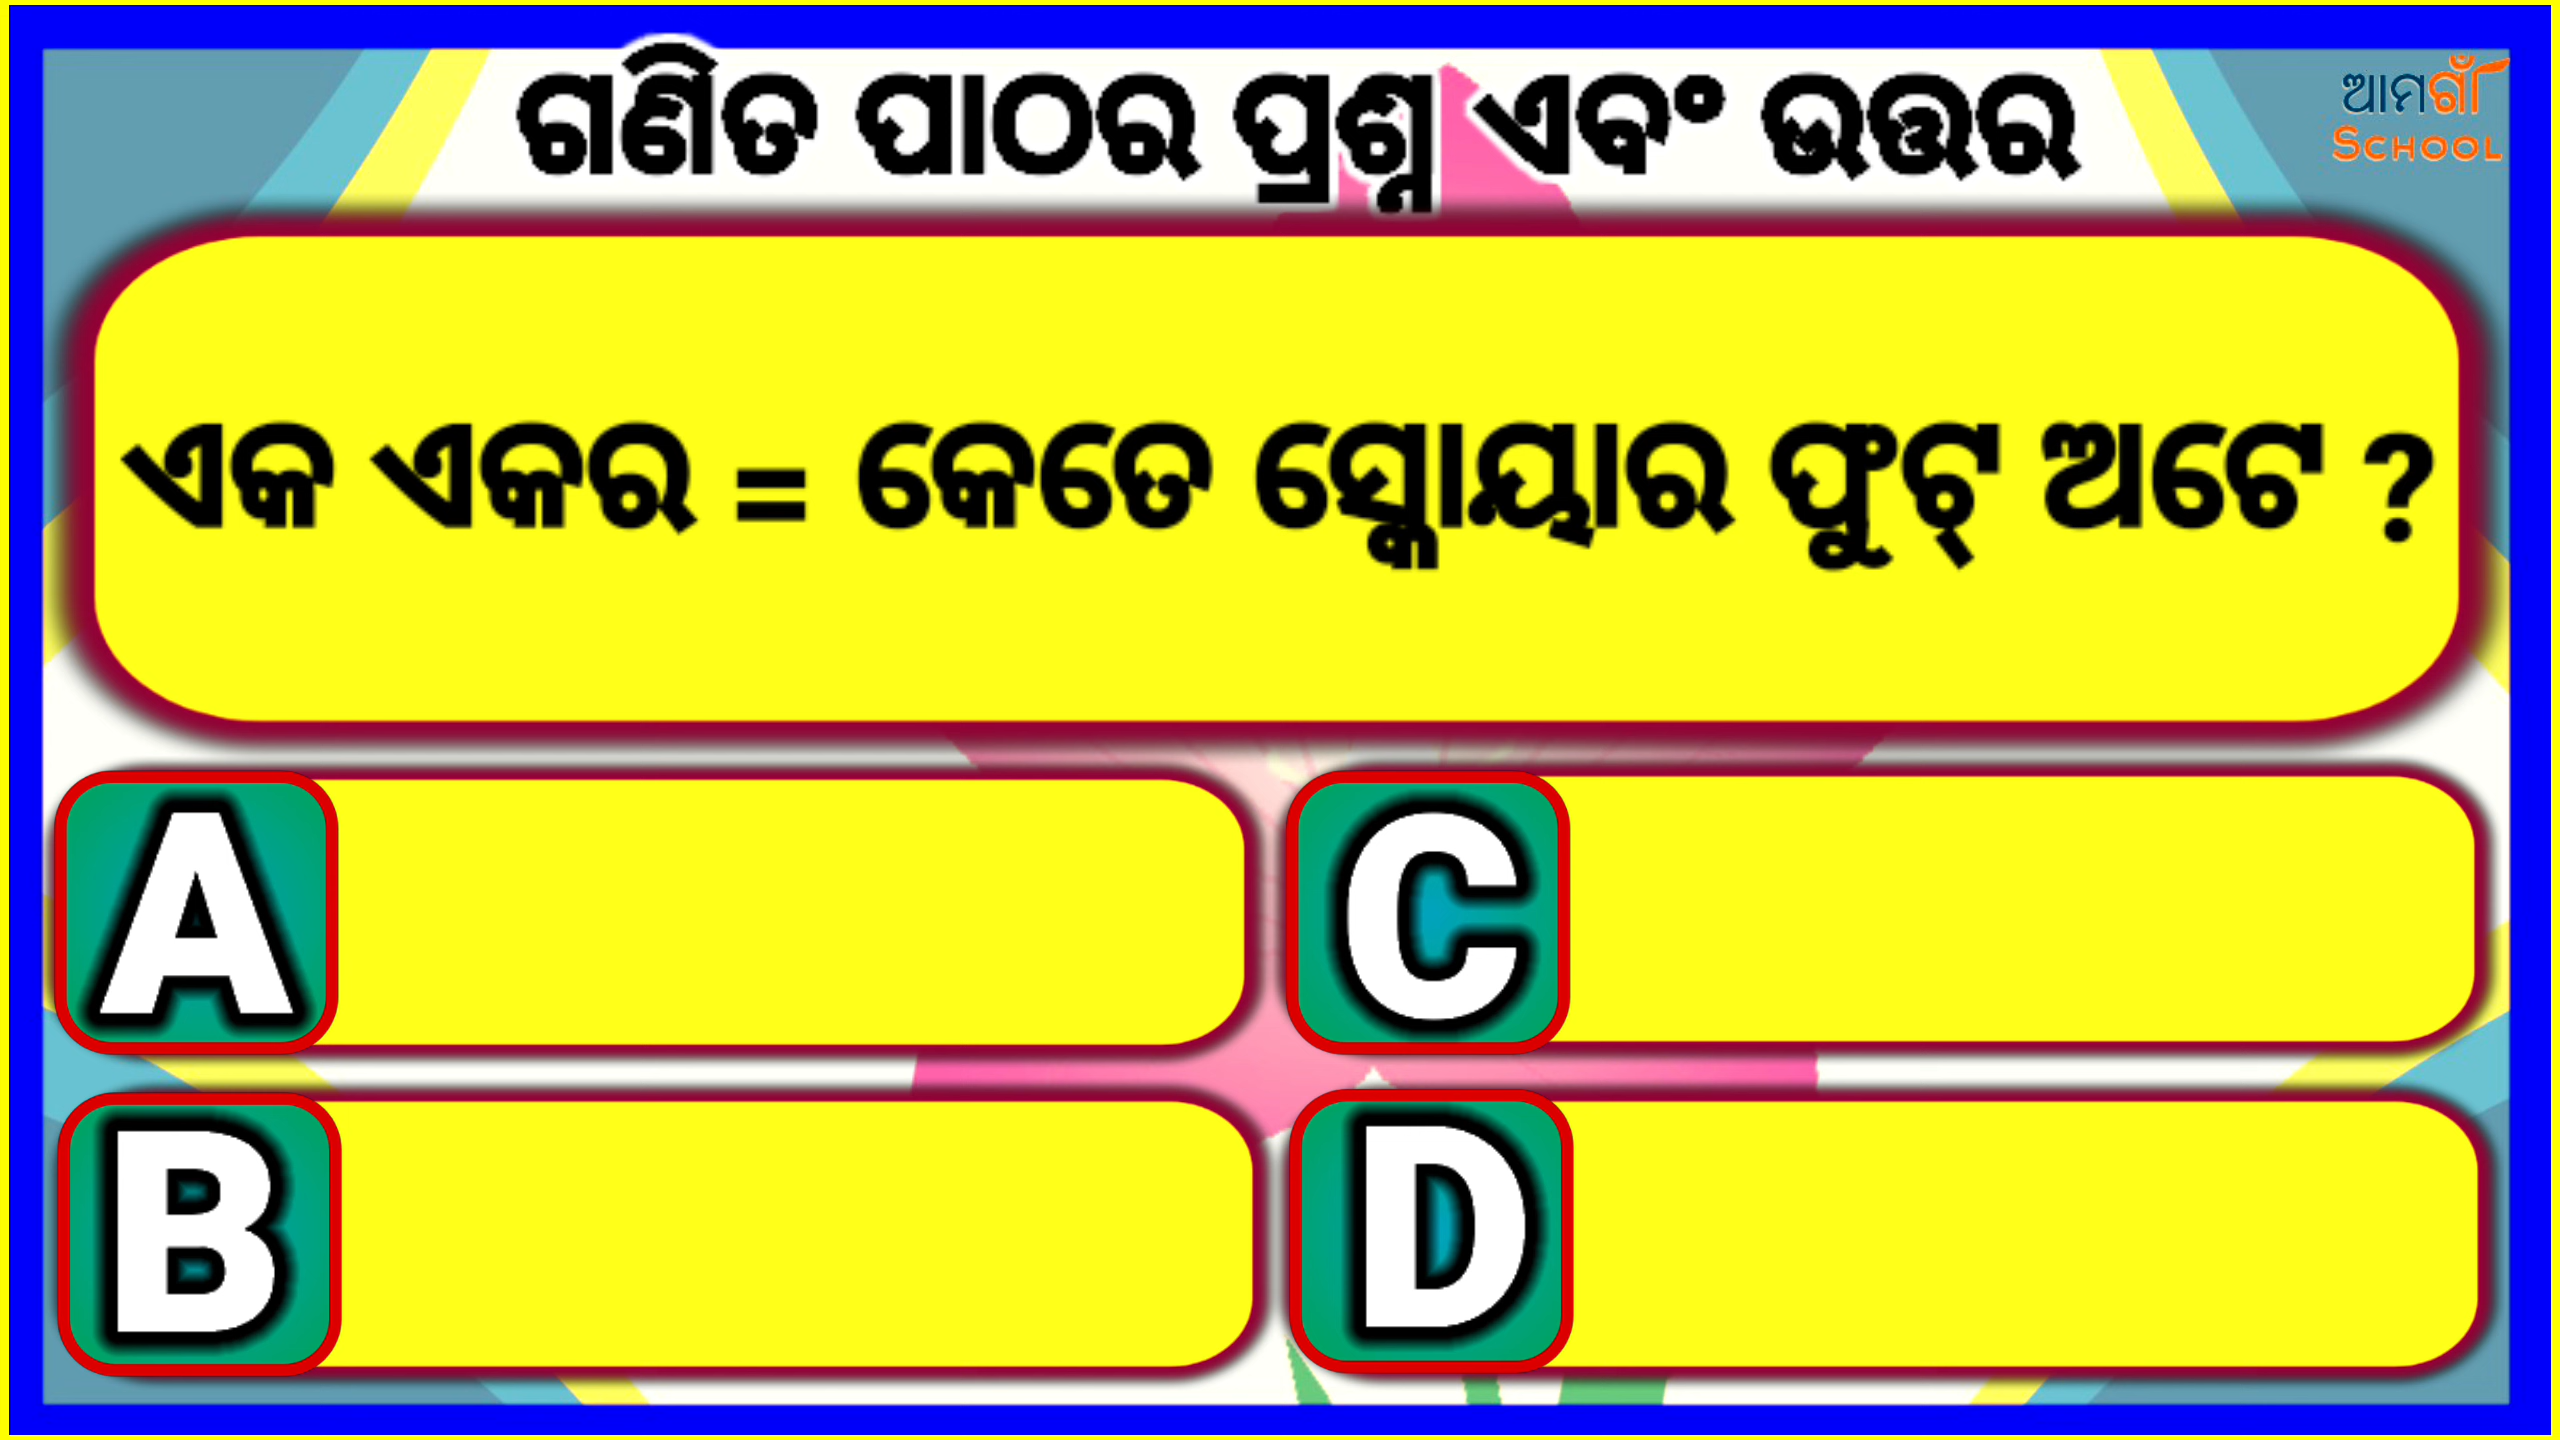 ଗଣିତ ପାଠର ପ୍ରଶ୍ନ ଏବଂ ଉତ୍ତର
ଆମଗାଁ
SCHOOL
ଏକ ଏକର = କେତେ ସ୍କୋୟାର ଫୁଟ୍ ଅଟେ ?
A
C
B
D